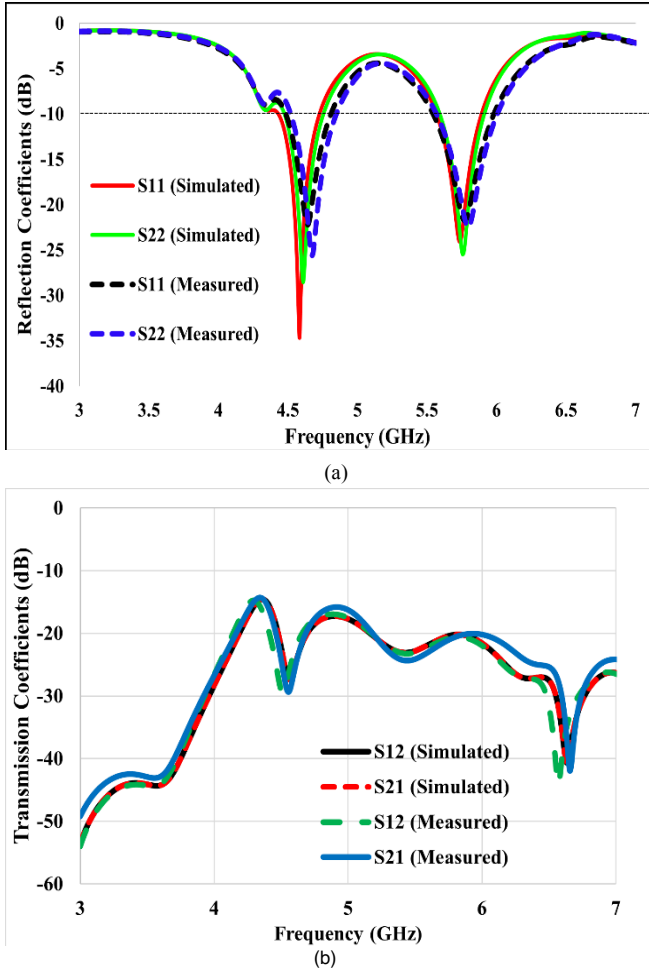 0
-5
-10
-15
-20
-25
-30
-35
-40
Reflection Coefficients (dB)
S11 (Simulated)
S22 (Simulated)
S11 (Measured)
S22 (Measured)
3 3.5 4 4.5 5 5.5 6 6.5 7
Frequency (GHz)
(a)
0
-10
-20
-30
-40
-50
-60
Transmission Coefficients (dB)
S12 (Simulated)
S21 (Simulated)
S12 (Measured)
S21 (Measured)
3 4 5 6 7
Frequency (GHz)
(b)